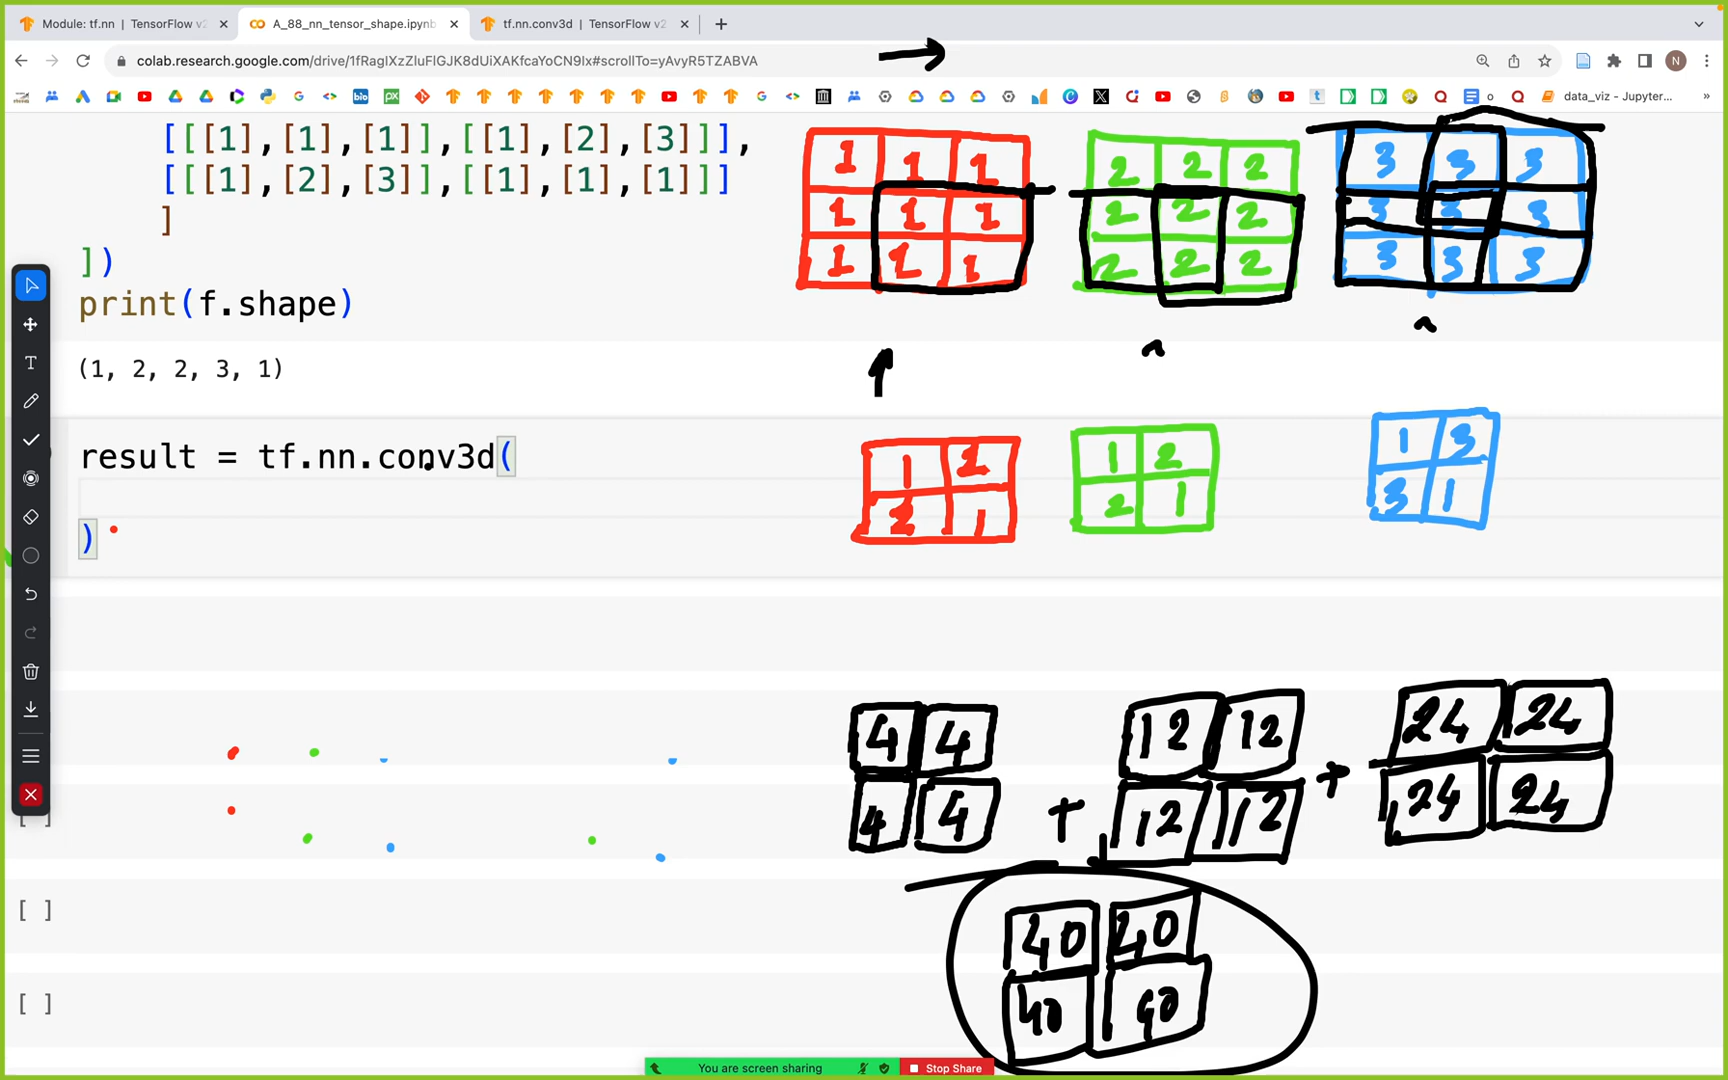 Module: tf.nn | TensorFlow v2
A_88_nn_tensor_shape.ipynb
tf.nn.conv3d | TensorFlow v2
colab.research.google.com/drive/1fRagIXzZluFlGJK8dUiXAKfcaYoCN9Ix#scrollTo=yAvyR5TZABVA
N
bio
o
data_viz - Jupyter...
[[[1],[1],[1]],[[1],[2],[3]]],
[[[1],[2],[3]],[[1],[1],[1]]]
]
])
print(f.shape)
(1, 2, 2, 3, 1)
result = tf.nn.conv3d(
)
1 1 1 2 2 2 3 3 3
1 1 1 2 2 2 3 3 3
1 1 1 2 2 2 3 3 3
1 1 2 1 3
2 1 2 1 3 1
4 4 12 12 24 24
4 4 + 12 12 + 24 24
40 40
40 40
[ ]
[ ]
[ ]
You are screen sharing
Stop Share